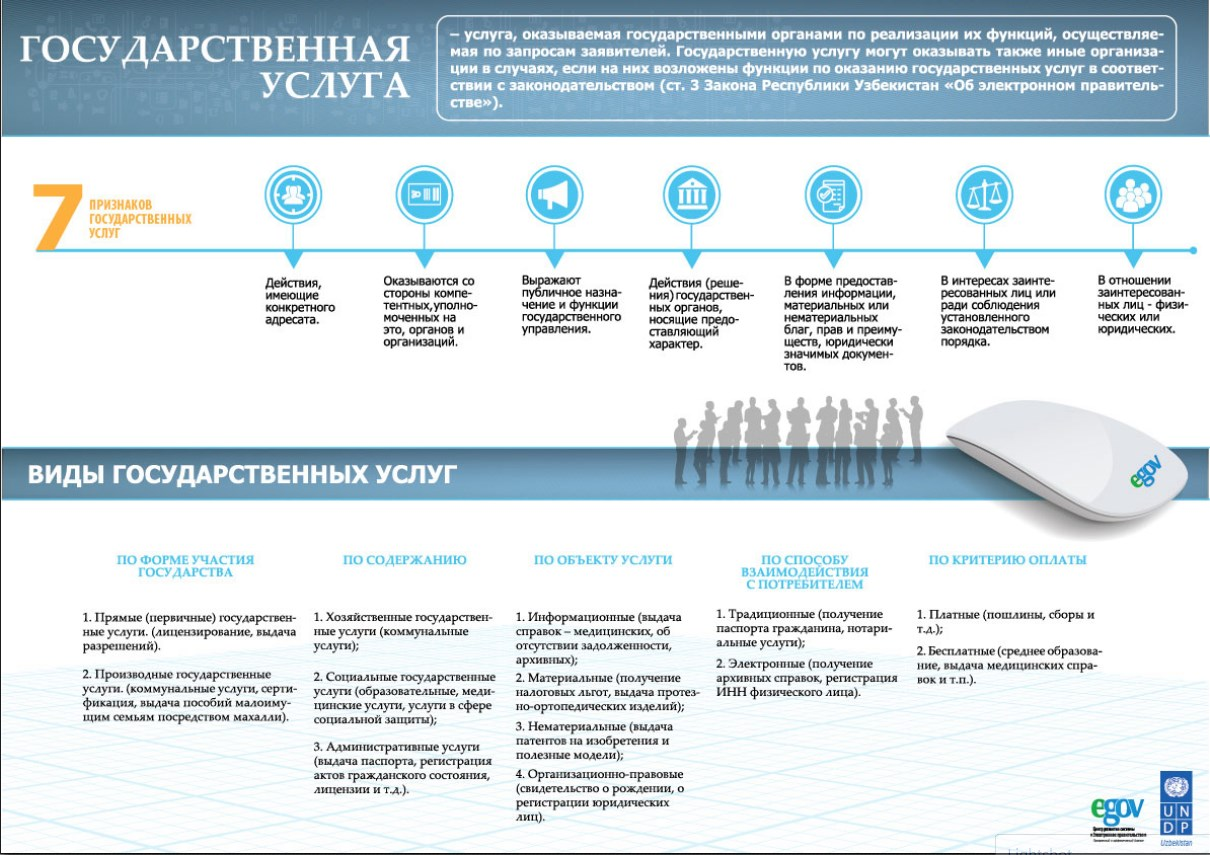 ГОСУДАРСТВЕННАЯ
УСЛУГА
– услуга, оказываемая государственными органами по реализации их функций, осуществляе-
мая по запросам заявителей. Государственную услугу могут оказывать также иные организа-
ции в случаях, если на них возложены функции по оказанию государственных услуг в соответ-
ствии с законодательством (ст. 3 Закона Республики Узбекистан «Об электронном правитель-
стве»).
7
ПРИЗНАКОВ
ГОСУДАРСТВЕННЫХ
УСЛУГ
Действия,
имеющие
конкретного
адресата.
Оказываются со
стороны компе-
тентных,уполно-
моченных на
это, органов и
организаций.
Выражают
публичное назна-
чение и функции
государственного
управления.
Действия (реше-
ния) государствен-
ных органов,
носящие предо-
ставляющий
характер.
В форме предостав-
ления информации,
материальных или
нематериальных
благ, прав и преиму-
ществ, юридически
значимых докумен-
тов.
В интересах заинте-
ресованных лиц или
ради соблюдения
установленного
законодательством
порядка.
В отношении
заинтересован-
ных лиц - физи-
ческих или
юридических.
egov
ВИДЫ ГОСУДАРСТВЕННЫХ УСЛУГ
ПО ФОРМЕ УЧАСТИЯ
ГОСУДАРСТВА
1. Прямые (первичные) государствен-
ные услуги. (лицензирование, выдача
разрешений).
2. Производные государственные
услуги. (коммунальные услуги, серти-
фикация, выдача пособий малоиму-
щим семьям посредством махалли).
ПО СОДЕРЖАНИЮ
1. Хозяйственные государствен-
ные услуги (коммунальные
услуги);
2. Социальные государственные
услуги (образовательные, меди-
цинские услуги, услуги в сфере
социальной защиты);
3. Административные услуги
(выдача паспорта, регистрация
актов гражданского состояния,
лицензии и т.д.).
ПО ОБЪЕКТУ УСЛУГИ
1. Информационные (выдача
справок – медицинских, об
отсутствии задолженности,
архивных);
2. Материальные (получение
налоговых льгот, выдача протез-
но-ортопедических изделий);
3. Нематериальные (выдача
патентов на изобретения и
полезные модели);
4. Организационно-правовые
(свидетельство о рождении, о
регистрации юридических
лиц).
ПО СПОСОБУ
ВЗАИМОДЕЙСТВИЯ
С ПОТРЕБИТЕЛЕМ
1. Традиционные (получение
паспорта гражданина, нотари-
альные услуги);
2. Электронные (получение
архивных справок, регистрация
ИНН физического лица).
ПО КРИТЕРИЮ ОПЛАТЫ
1. Платные (пошлины, сборы и
т.д.);
2. Бесплатные (среднее образова-
ние, выдача медицинских спра-
вок и т.п.).
egov
Центр развития системы
«Электронное правительство»
U N
D P
Uzbekistan
Lightshot